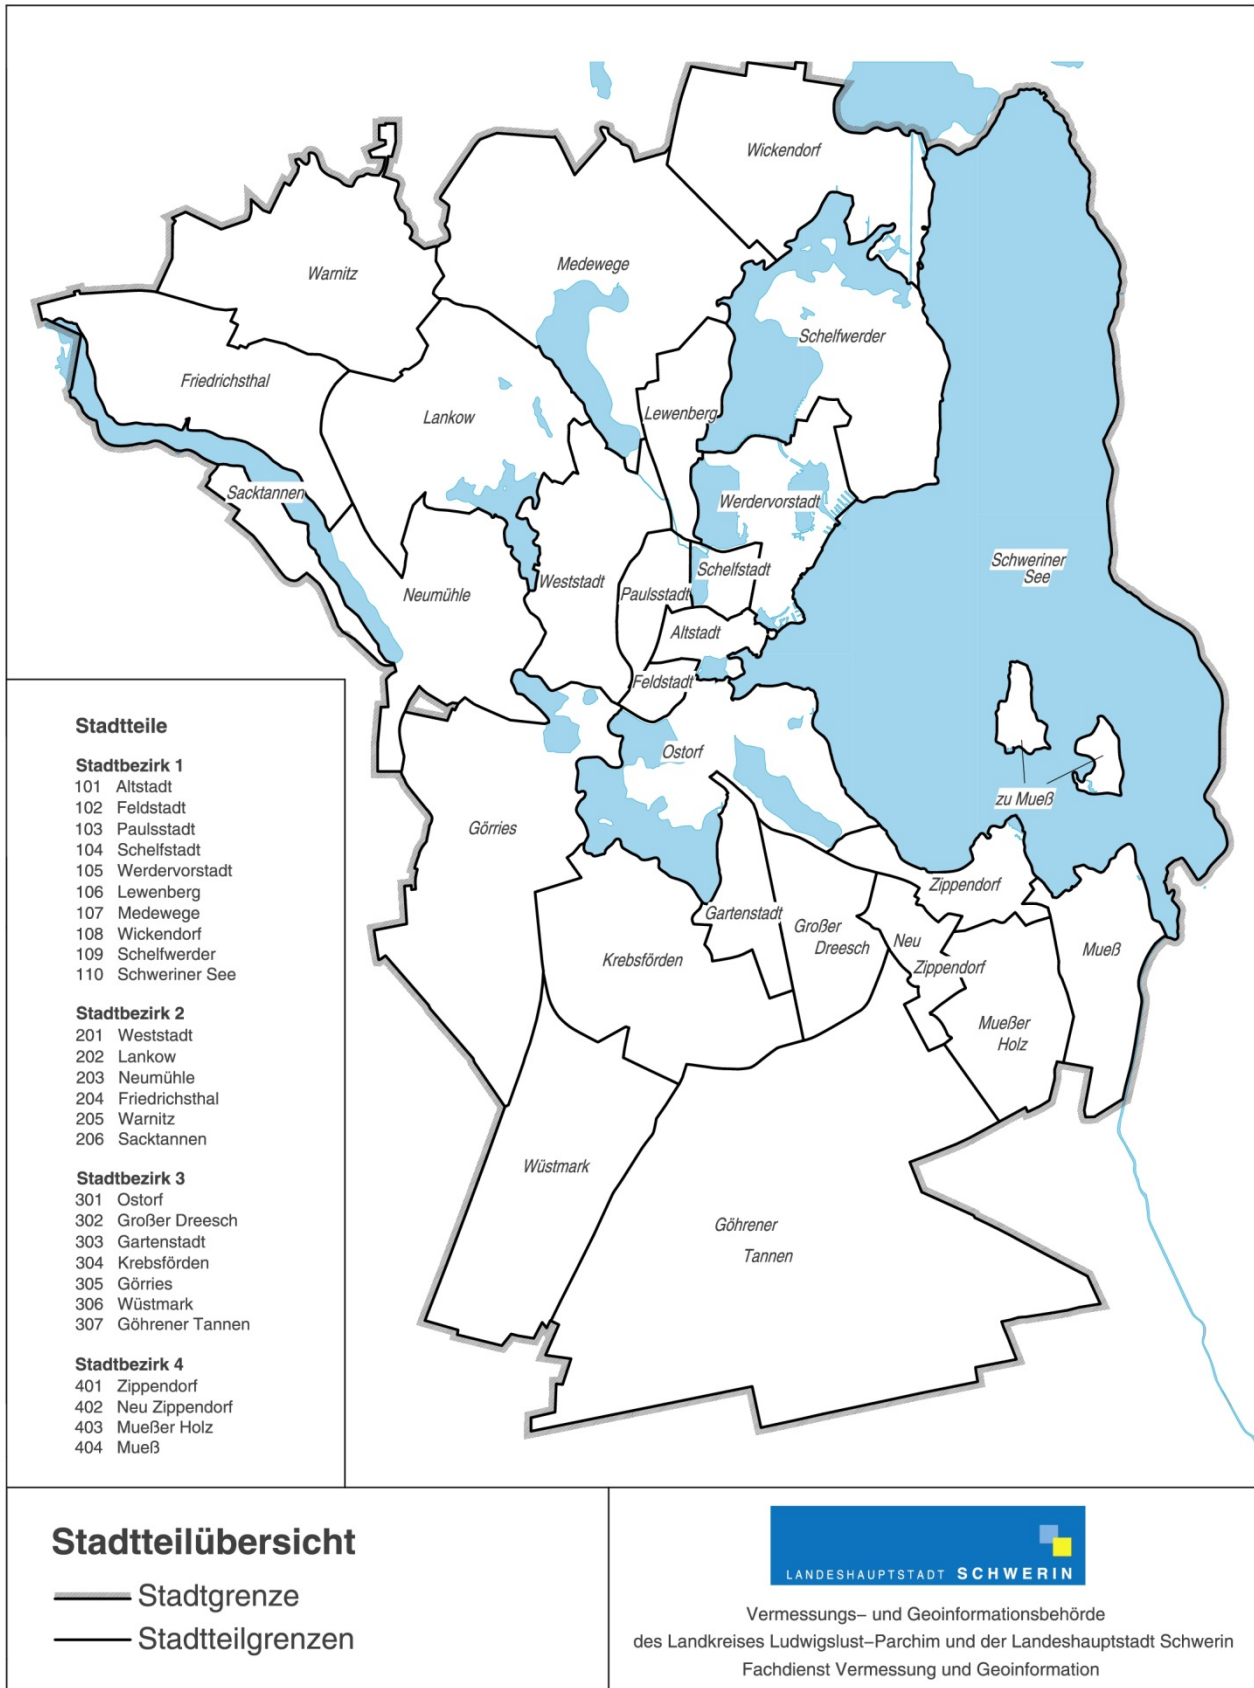 Wickendorf
Medewege
Warnitz
Schelfwerder
Friedrichsthal
Lankow
Lewenberg
Sacktannen
Werdervorstadt
Schweriner
See
Schelfstadt
Weststadt
Paulsstadt
Neumühle
Altstadt
Feldstadt
Ostorf
zu Mueß
Görries
Zippendorf
Gartenstadt
Großer
Dreesch
Neu
Zippendorf
Mueß
Krebsförden
Mueßer
Holz
Wüstmark
Göhrener
Tannen
Stadtteile
Stadtbezirk 1
101 Altstadt
102 Feldstadt
103 Paulsstadt
104 Schelfstadt
105 Werdervorstadt
106 Lewenberg
107 Medewege
108 Wickendorf
109 Schelfwerder
110 Schweriner See
Stadtbezirk 2
201 Weststadt
202 Lankow
203 Neumühle
204 Friedrichsthal
205 Warnitz
206 Sacktannen
Stadtbezirk 3
301 Ostorf
302 Großer Dreesch
303 Gartenstadt
304 Krebsförden
305 Görries
306 Wüstmark
307 Göhrener Tannen
Stadtbezirk 4
401 Zippendorf
402 Neu Zippendorf
403 Mueßer Holz
404 Mueß
Stadtteilübersicht
Stadtgrenze
Stadtteilgrenzen
LANDESHAUPTSTADT SCHWERIN
Vermessungs– und Geoinformationsbehörde
des Landkreises Ludwigslust–Parchim und der Landeshauptstadt Schwerin
Fachdienst Vermessung und Geoinformation